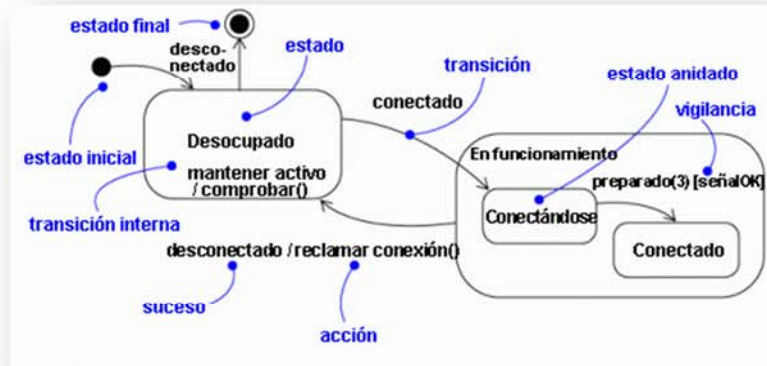 estado final
desco-
nectado
estado
transición
estado anidado
conectado
vigilancia
Desocupado
estado inicial
mantener activo
/ comprobar()
En funcionamiento
preparado(3) [señalOK]
transición interna
Conectándose
desconectado / reclamar conexión()
Conectado
suceso
acción